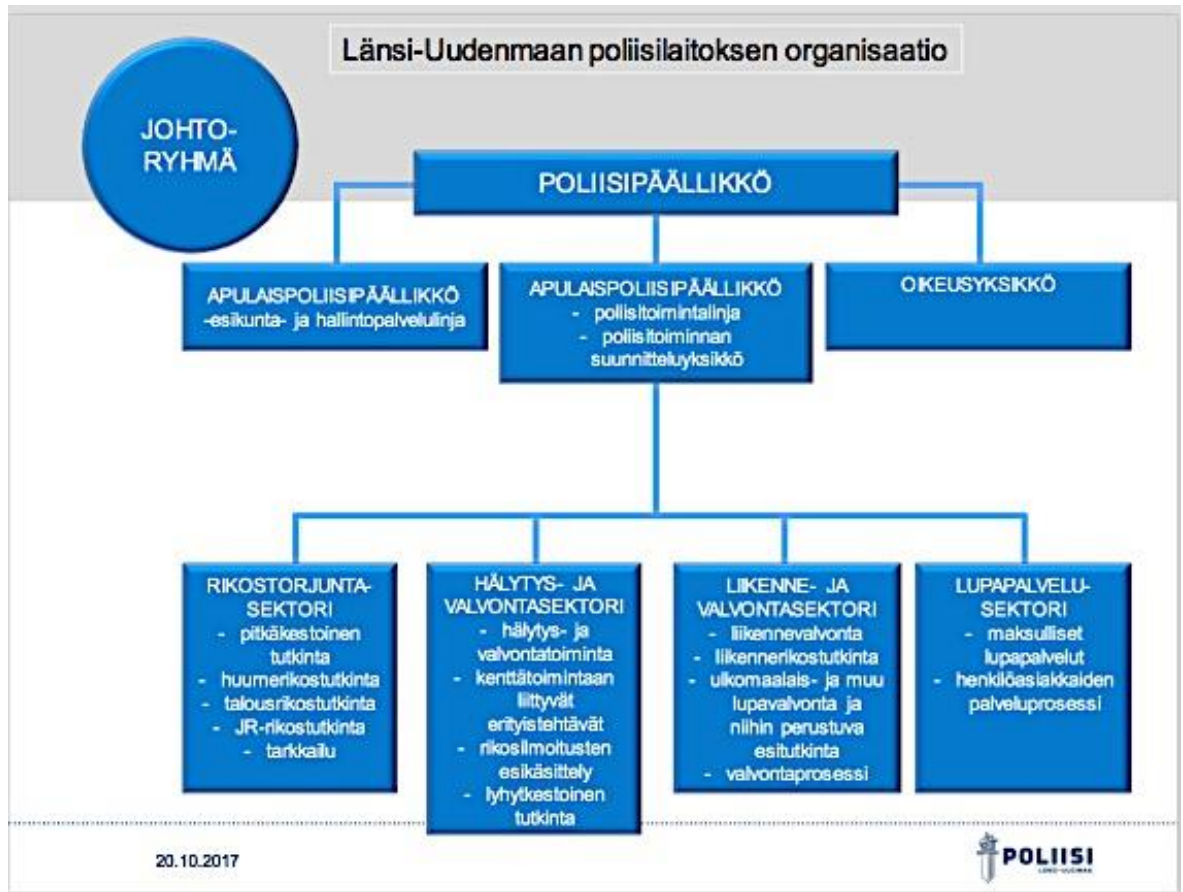 Länsi-Uudenmaan poliisilaitoksen organisaatio
JOHTO-
RYHMÄ
POLIISIPÄÄLLIKKÖ
APULAISPOLIISIPÄÄLLIKKÖ
-esikunta- ja hallintopalvelulinja
APULAISPOLIISIPÄÄLLIKKÖ
- poliisitoimintalinja
- poliisitoiminnan
suunnitteluyksikkö
OIKEUSYKSIKKÖ
RIKOSTORJUNTA-
SEKTORI
- pitkäkestoinen
tutkinta
- huumerikostutkinta
- talousrikostutkinta
- JR-rikostutkinta
- tarkkailu
HÄLYTYS- JA
VALVONTASEKTORI
- hälytys- ja
valvontatoiminta
- kenttätoimintaan
liittyvät
erityistehtävät
- rikosilmoitusten
esikäsittely
- lyhytkestoinen
tutkinta
LIIKENNE- JA
VALVONTASEKTORI
- liikennevalvonta
- liikennerikostutkinta
- ulkomaalais- ja muu
lupavalvonta ja
niihin perustuva
esitutkinta
- valvontaprosessi
LUPAPALVELU-
SEKTORI
- maksulliset
lupapalvelut
- henkilöasiakkaiden
palveluprosessi
20.10.2017
POLIISI
LÄNSI-UUSIMAA